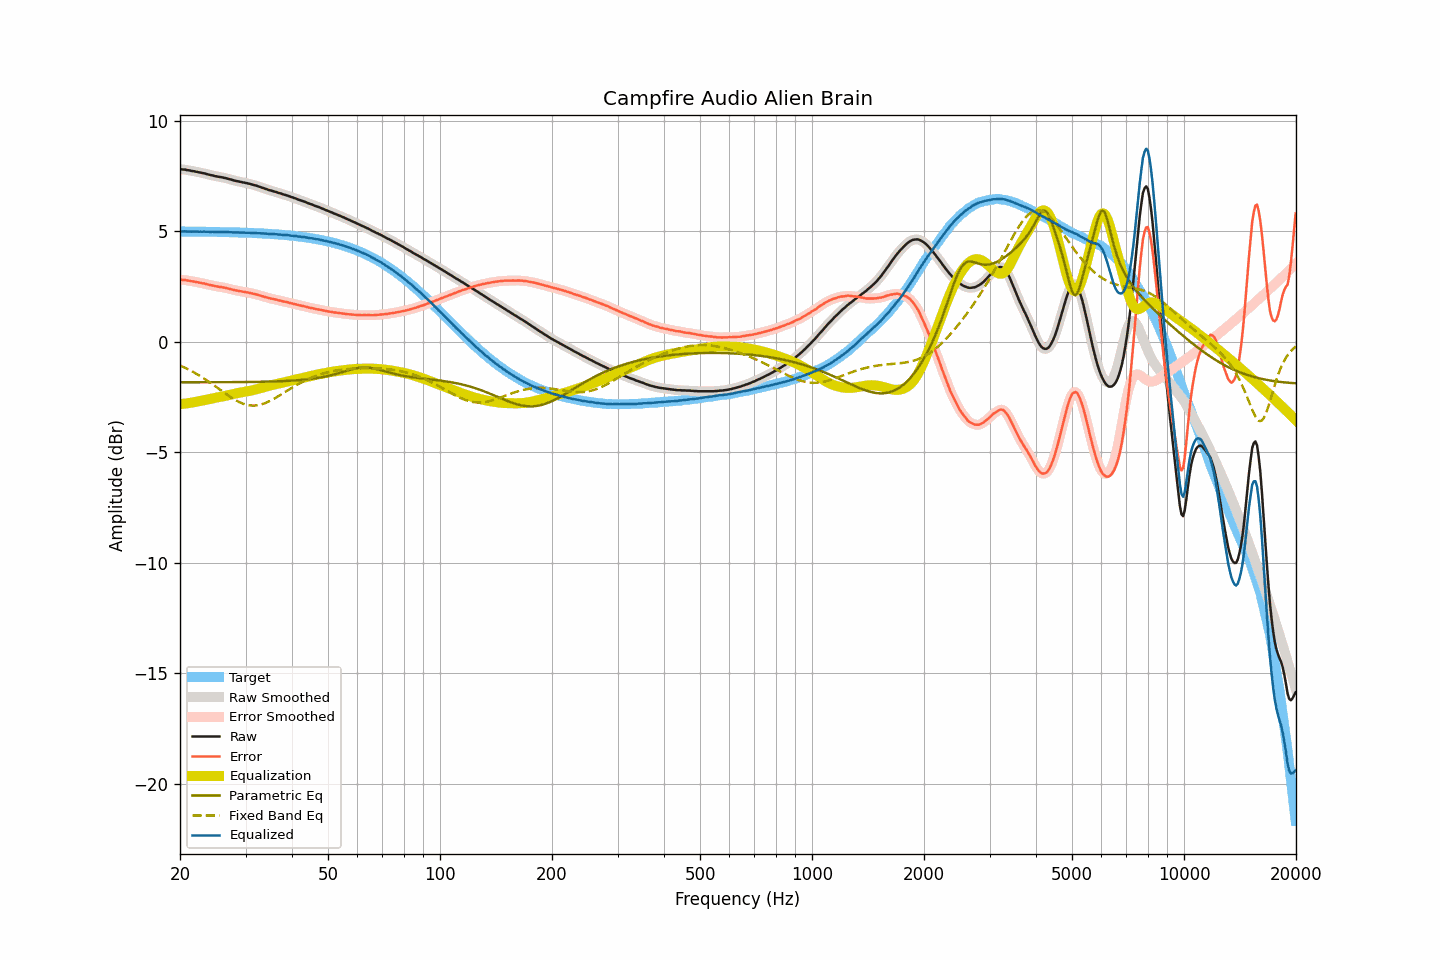 Campfire Audio Alien Brain
10
5
0
−5
−10
−15
−20
Amplitude (dBr)
Target
Raw Smoothed
Error Smoothed
Raw
Error
Equalization
Parametric Eq
Fixed Band Eq
Equalized
20 50 100 200 500 1000 2000 5000 10000 20000
Frequency (Hz)